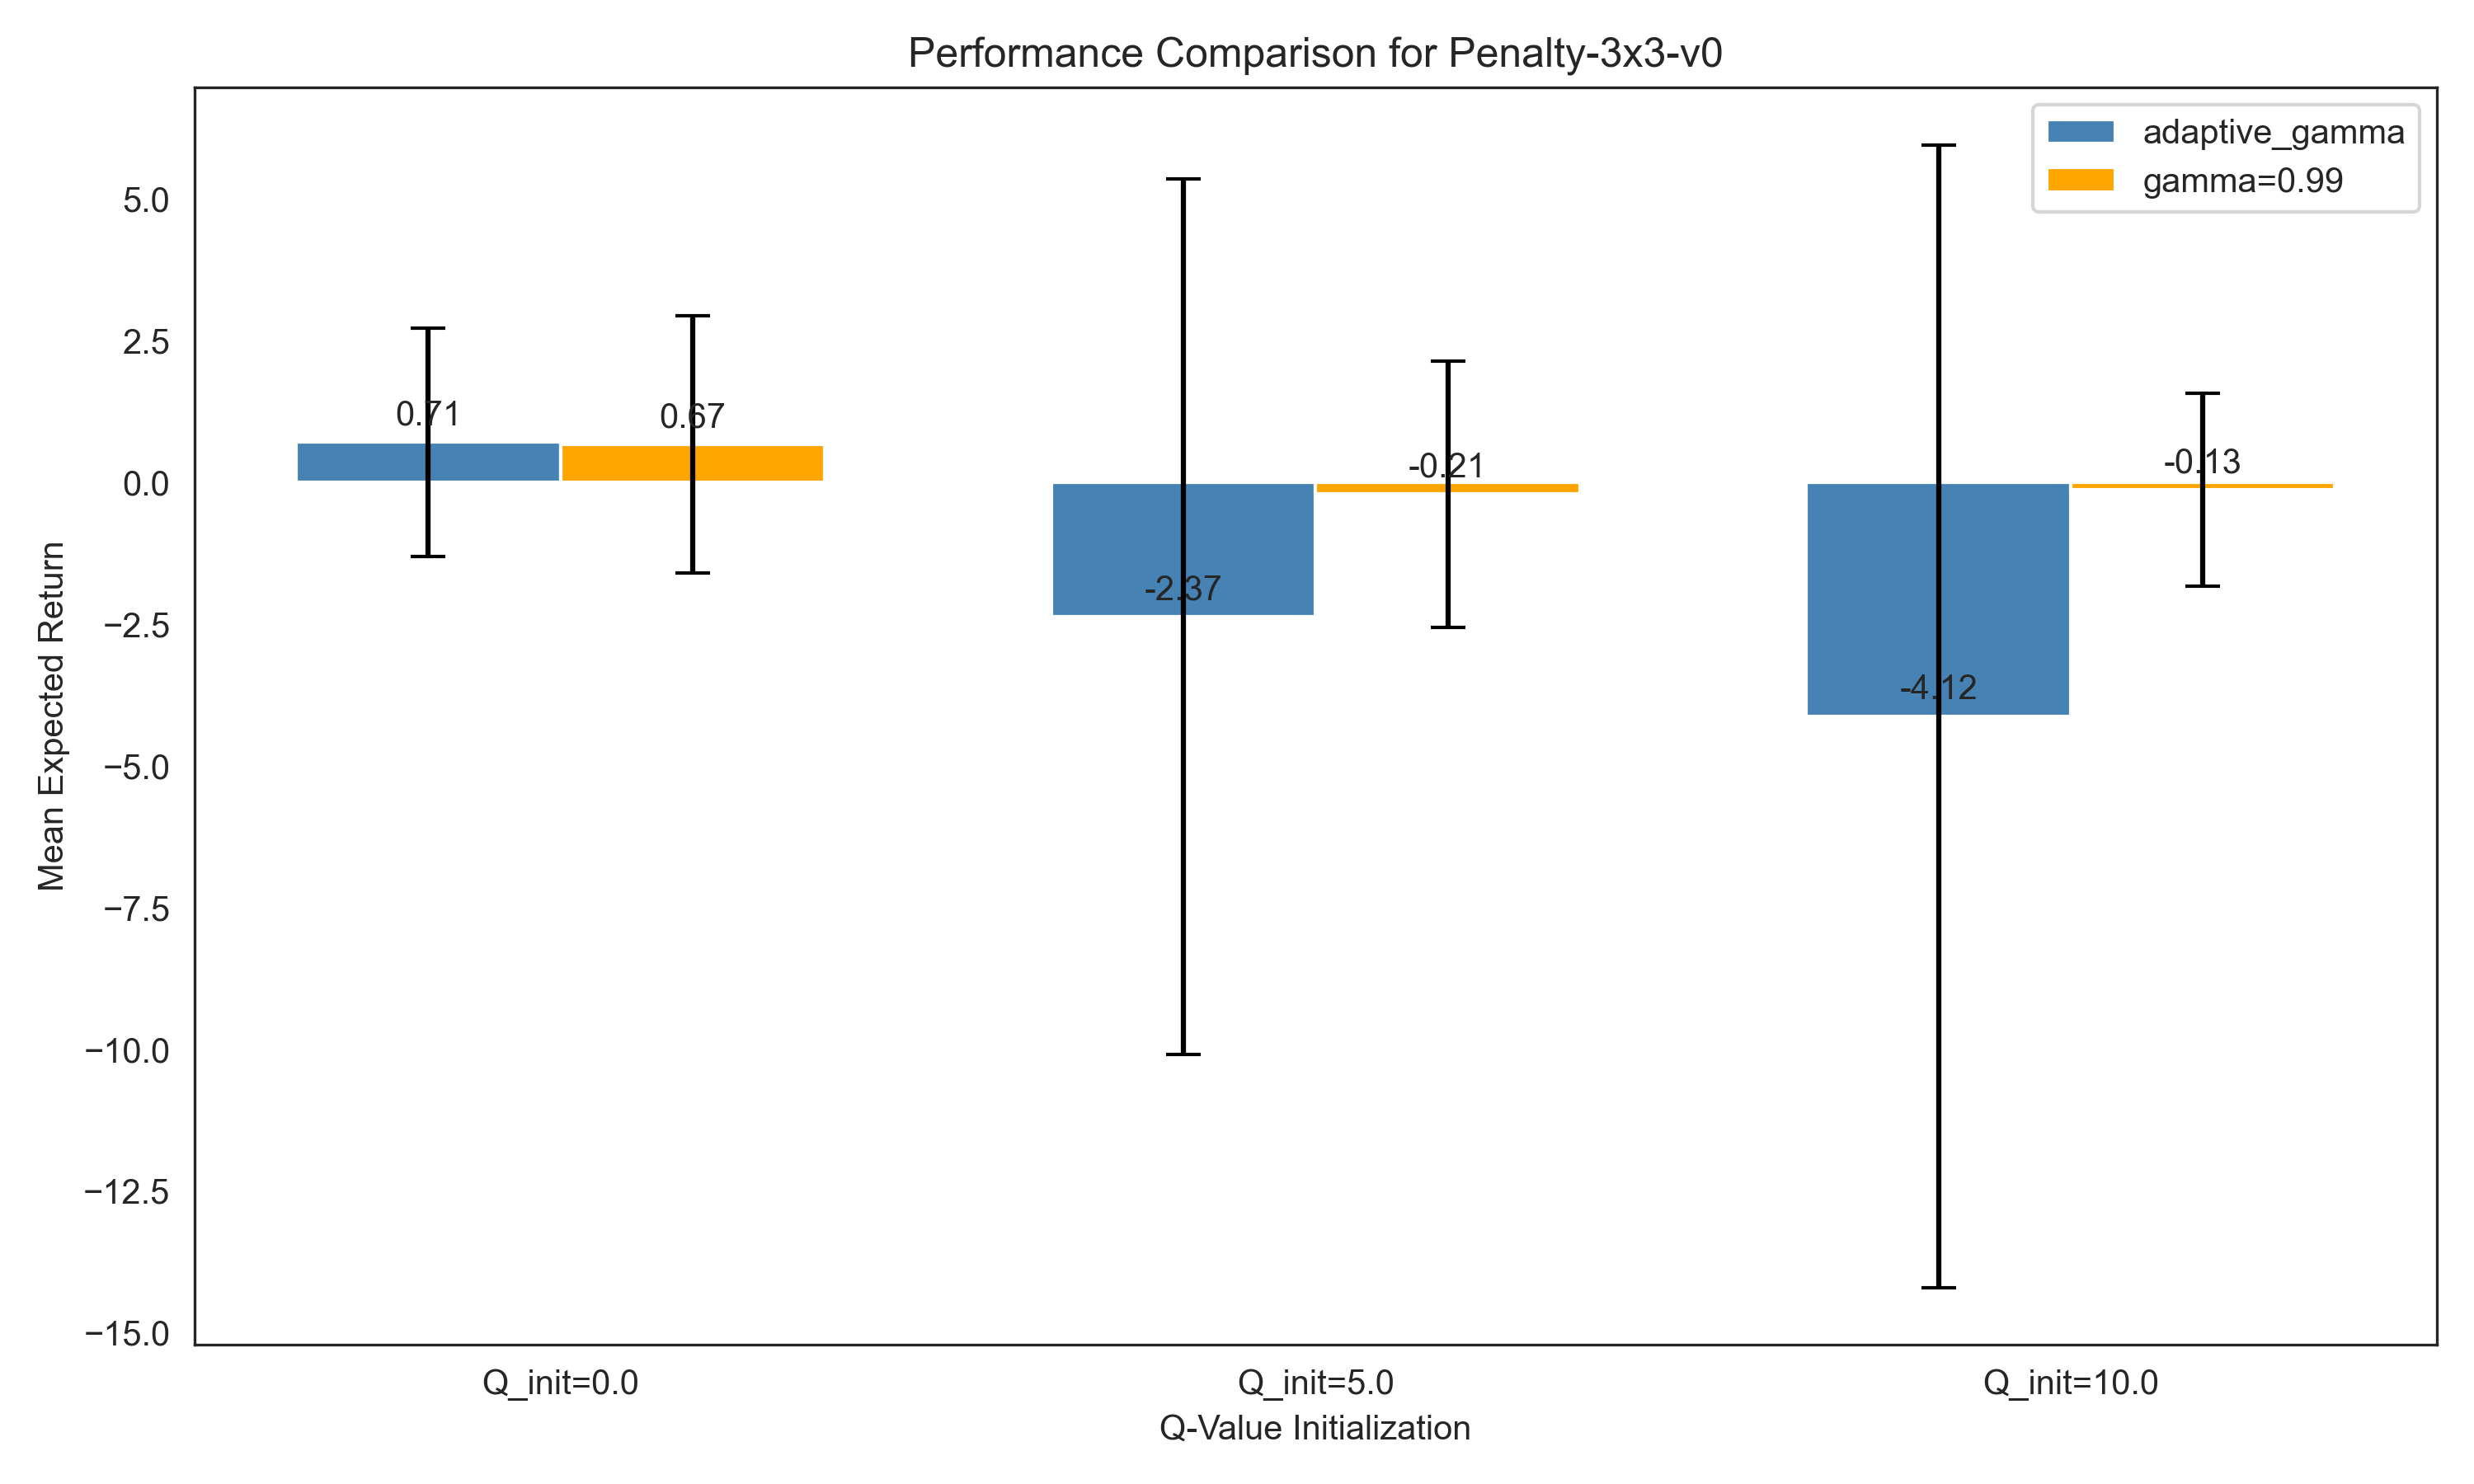 Performance Comparison for Penalty-3x3-v0
adaptive_gamma
gamma=0.99
Mean Expected Return
5.0
2.5
0.0
−2.5
−5.0
−7.5
−10.0
−12.5
−15.0
0.71
0.67
-2.37
-0.21
-4.12
-0.13
Q_init=0.0
Q_init=5.0
Q_init=10.0
Q-Value Initialization